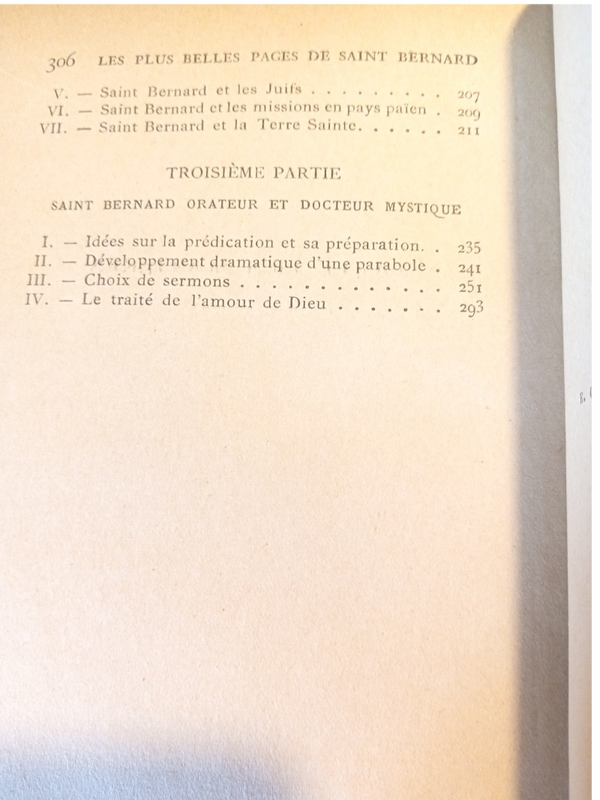 306 LES PLUS BELLES PAGES DE SAINT BERNARD
V. — Saint Bernard et les Juifs . . . . . . . . . 207
VI. — Saint Bernard et les missions en pays païen . 209
VII. — Saint Bernard et la Terre Sainte. . . . . . 211
TROISIÈME PARTIE
SAINT BERNARD ORATEUR ET DOCTEUR MYSTIQUE
I. — Idées sur la prédication et sa préparation. . 235
II. — Développement dramatique d'une parabole . 241
III. — Choix de sermons . . . . . . . . . . . . . 251
IV. — Le traité de l'amour de Dieu . . . . . . . 293